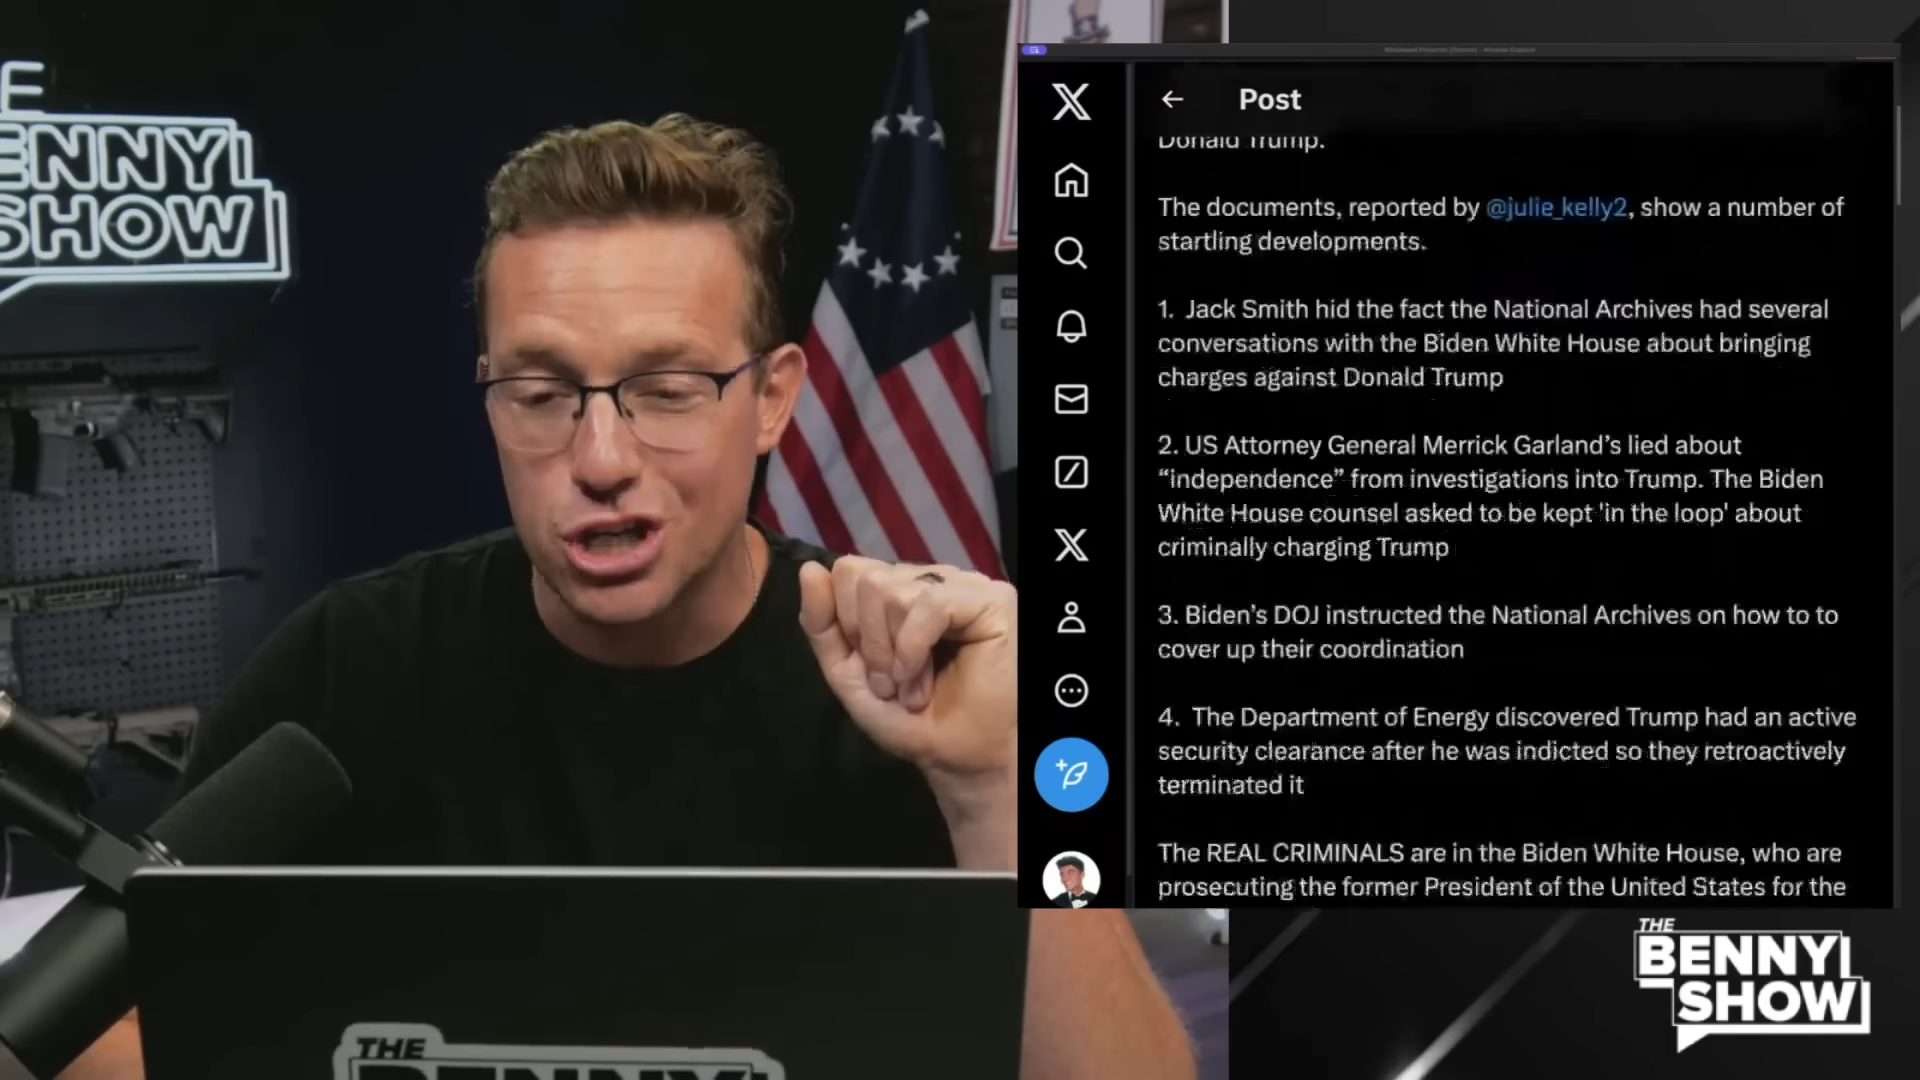 E
ENNY
SHOW
Post
Donald Trump.
The documents, reported by @julie_kelly2, show a number of
startling developments.
1. Jack Smith hid the fact the National Archives had several
conversations with the Biden White House about bringing
charges against Donald Trump
2. US Attorney General Merrick Garland’s lied about
“independence” from investigations into Trump. The Biden
White House counsel asked to be kept 'in the loop' about
criminally charging Trump
3. Biden’s DOJ instructed the National Archives on how to to
cover up their coordination
4. The Department of Energy discovered Trump had an active
security clearance after he was indicted so they retroactively
terminated it
The REAL CRIMINALS are in the Biden White House, who are
prosecuting the former President of the United States for the
THE
BENNY
SHOW
THE
BENNY